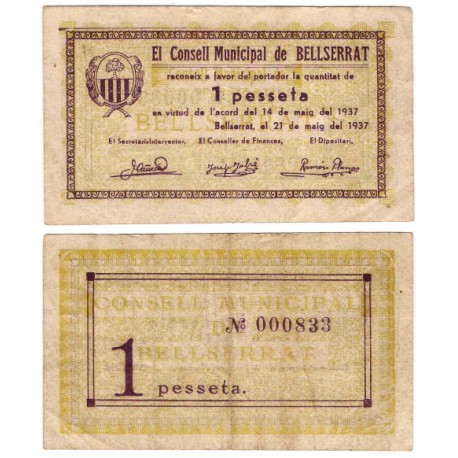 El Consell Municipal de BELLSERRAT
reconeix a favor del portador la quantitat de
1 pesseta
en virtud de l'acord del 14 de maig del 1937
Bellserrat, el 21 de maig del 1937
El Secretari-Interventor, El Conseller de Finances, El Dipositari,
CONSELL MUNICIPAL
DE
Nº 000833
BELLSERRAT
1 pesseta.